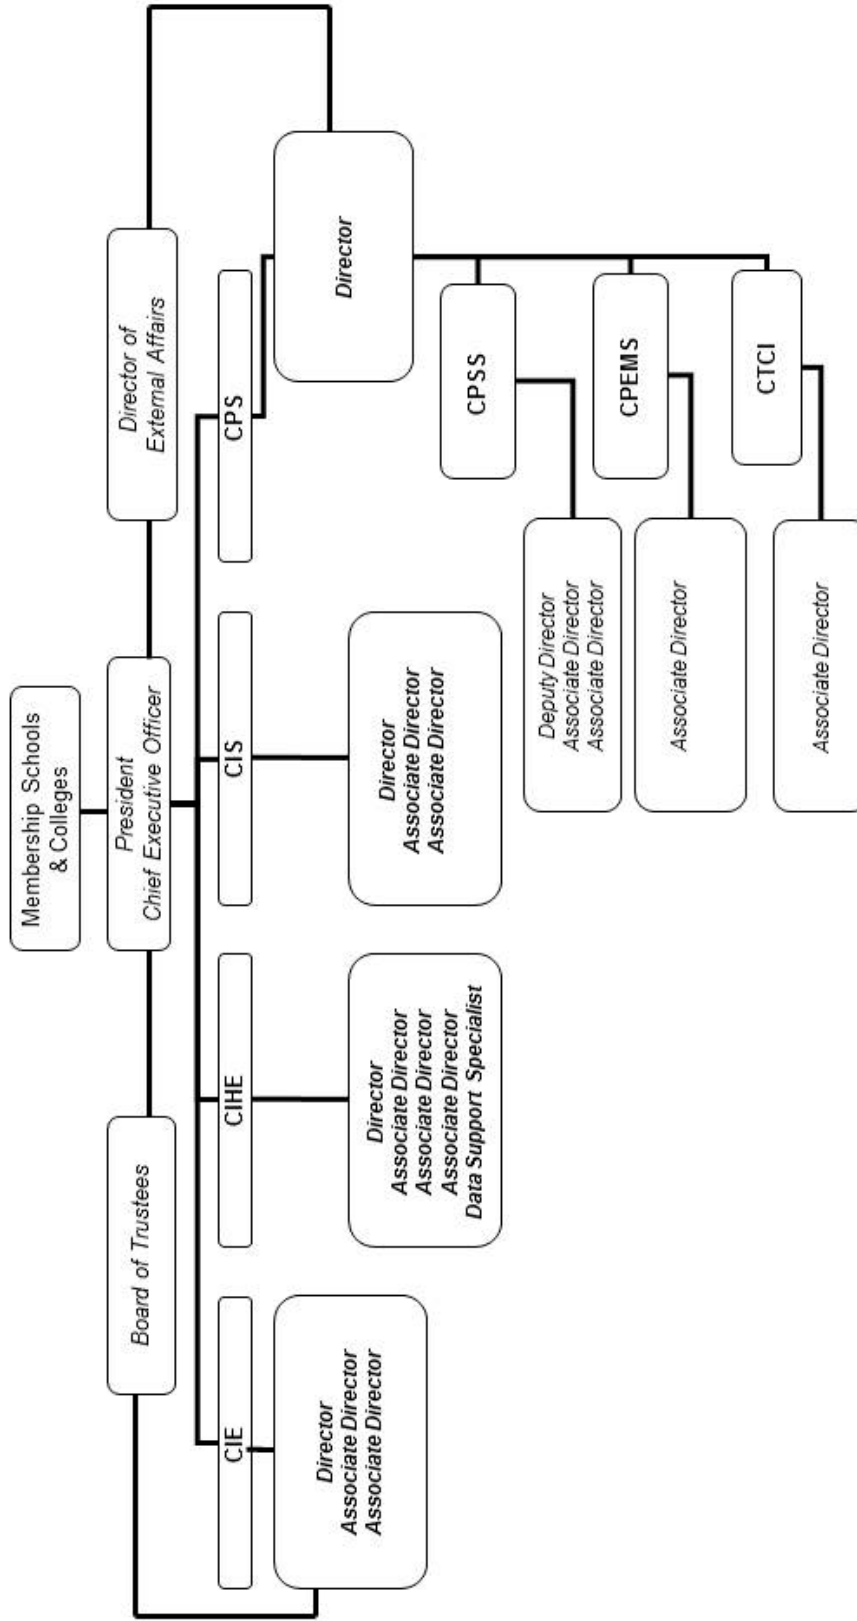 Membership Schools
& Colleges
Board of Trustees
President
Chief Executive Officer
Director of
External Affairs
CIE
CIHE
CIS
CPS
Director
Associate Director
Associate Director
Director
Associate Director
Associate Director
Associate Director
Data Support Specialist
Director
Associate Director
Associate Director
Director
CPSS
Deputy Director
Associate Director
Associate Director
CPEMS
Associate Director
CTCI
Associate Director